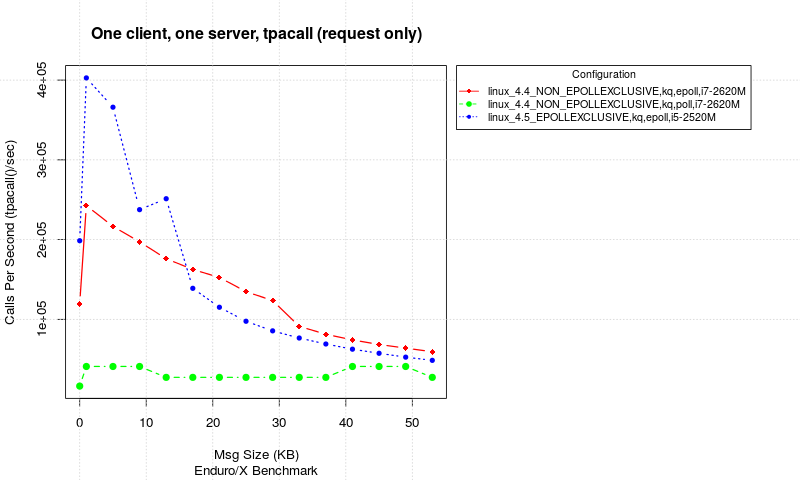 One client, one server, tpacall (request only)
Configuration
linux_4.4_NON_EPOLLEXCLUSIVE,kq,epoll,i7-2620M
linux_4.4_NON_EPOLLEXCLUSIVE,kq,poll,i7-2620M
linux_4.5_EPOLLEXCLUSIVE,kq,epoll,i5-2520M
Calls Per Second (tpacall()/sec)
4e+05
3e+05
2e+05
1e+05
0 10 20 30 40 50
Msg Size (KB)
Enduro/X Benchmark